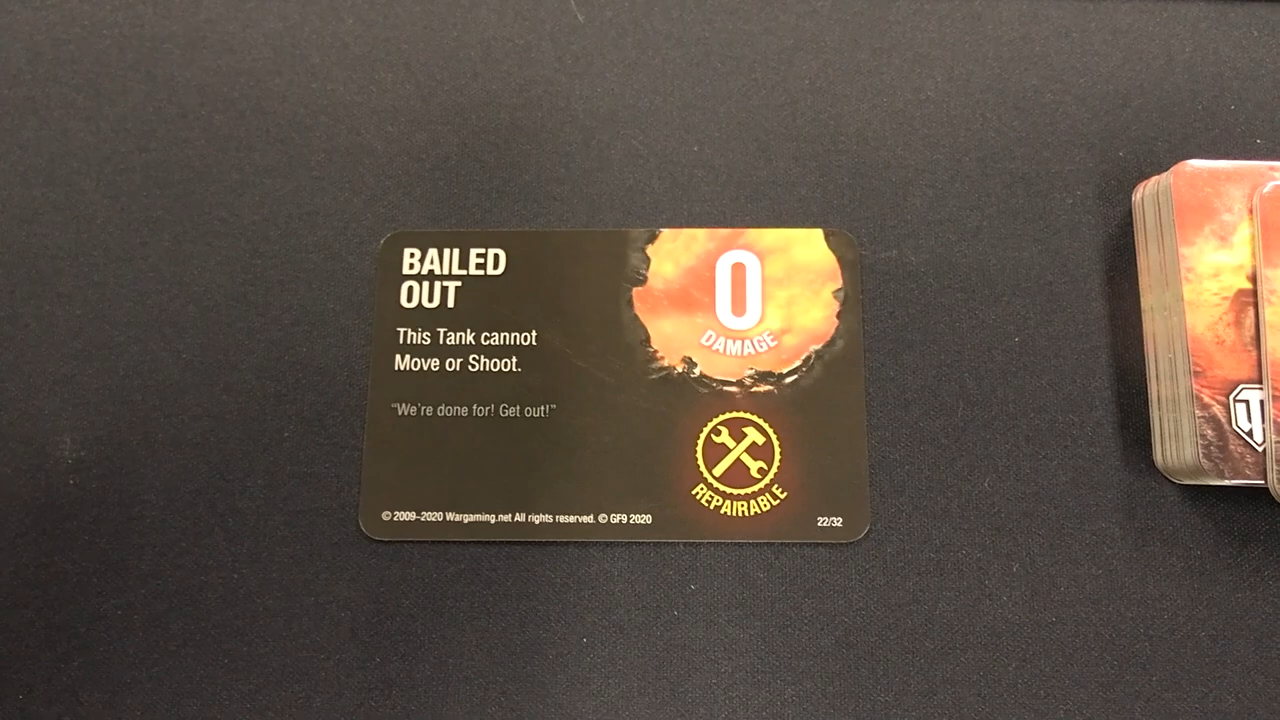 BAILED
OUT
This Tank cannot
Move or Shoot.
"We're done for! Get out!"
0
DAMAGE
REPAIRABLE
© 2009–2020 Wargaming.net All rights reserved. © GF9 2020
22/32